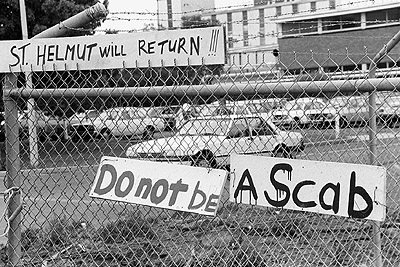 ST. HELMUT WILL RETURN !!!
Do not be
A Scab